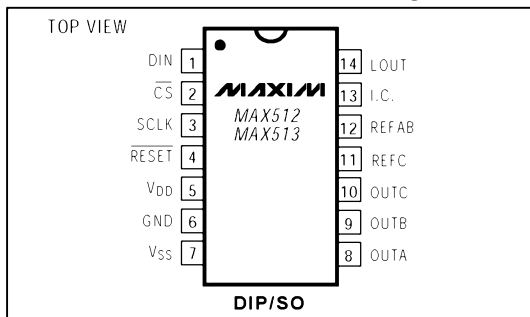 TOP VIEW
DIN 1
CS 2
SCLK 3
RESET 4
VDD 5
GND 6
VSS 7
MAXIM
MAX512
MAX513
14 LOUT
13 I.C.
12 REFAB
11 REFC
10 OUTC
9 OUTB
8 OUTA
DIP/SO